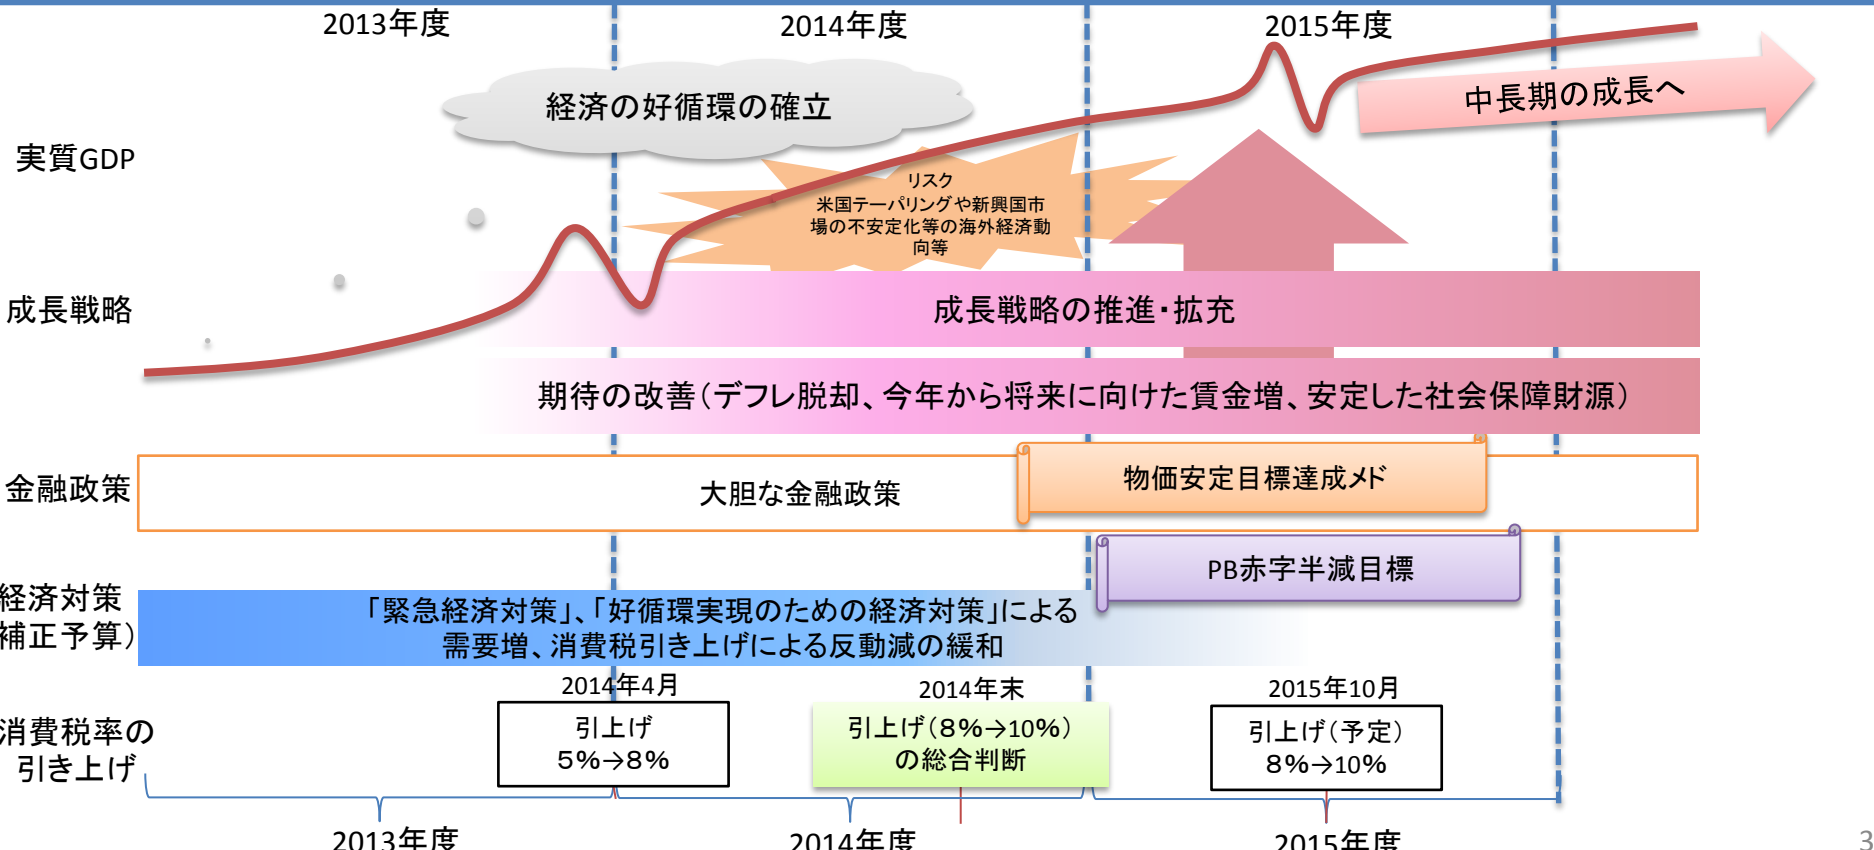 2013年度
2014年度
2015年度
経済の好循環の確立
中長期の成長へ
実質GDP
リスク
米国テーパリングや新興国市
場の不安定化等の海外経済動
向等
成長戦略
成長戦略の推進・拡充
期待の改善(デフレ脱却、今年から将来に向けた賃金増、安定した社会保障財源)
金融政策
大胆な金融政策
物価安定目標達成メド
PB赤字半減目標
経済対策
補正予算)
「緊急経済対策」、「好循環実現のための経済対策」による
需要増、消費税引き上げによる反動減の緩和
消費税率の
引き上げ
2014年4月
引上げ
5%→8%
2014年末
引上げ(8%→10%)
の総合判断
2015年10月
引上げ(予定)
8%→10%
2013年度
2014年度
2015年度
3